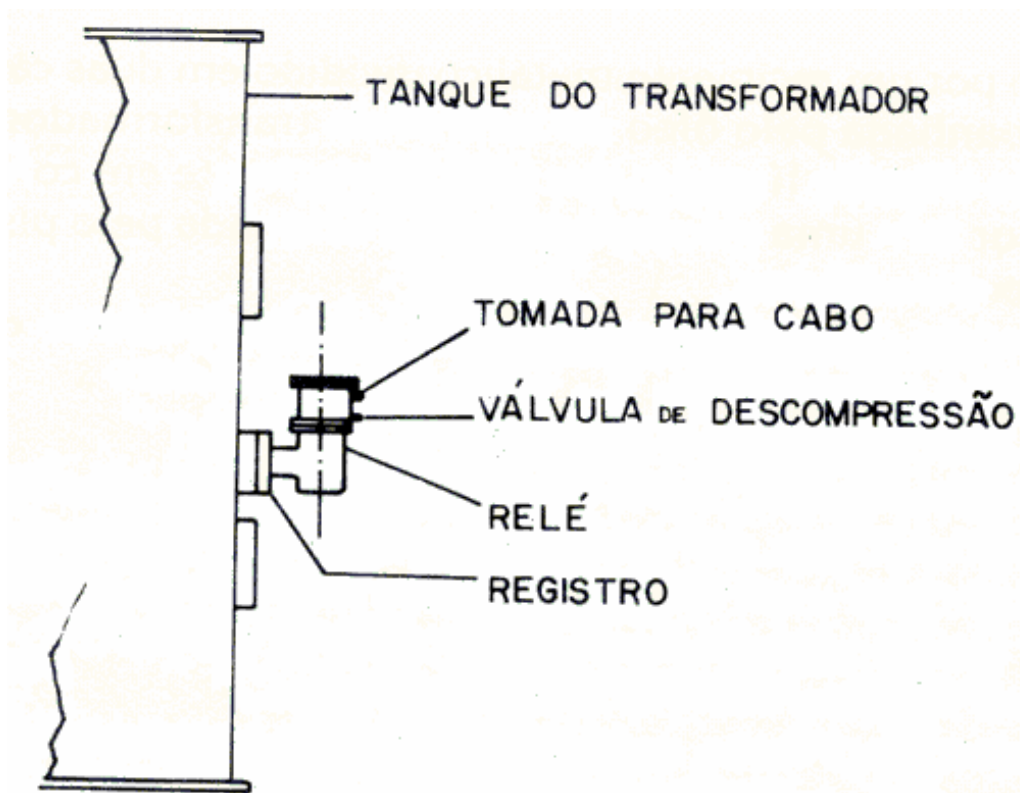 TANQUE DO TRANSFORMADOR
TOMADA PARA CABO
VÁLVULA DE DESCOMPRESSÃO
RELÉ
REGISTRO